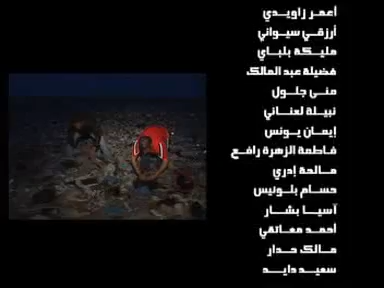 أعمر زاويدي
أرزقي سيواني
مليكة بلباي
فضيلة عبد المالك
منى جلول
نبيلة لعناني
إيمان يونس
فاطمة الزهرة رافع
مالحة إدري
حسام بلونيس
آسيا بشار
أحمد معاتقي
مالك حدار
سعيد دايد